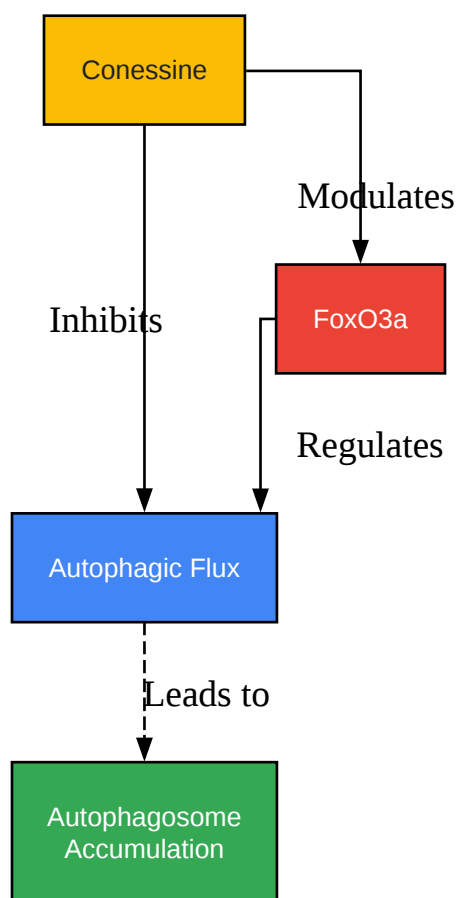 Conessine
Modulates
Inhibits
FoxO3a
Regulates
Autophagic Flux
Leads to
Autophagosome
Accumulation